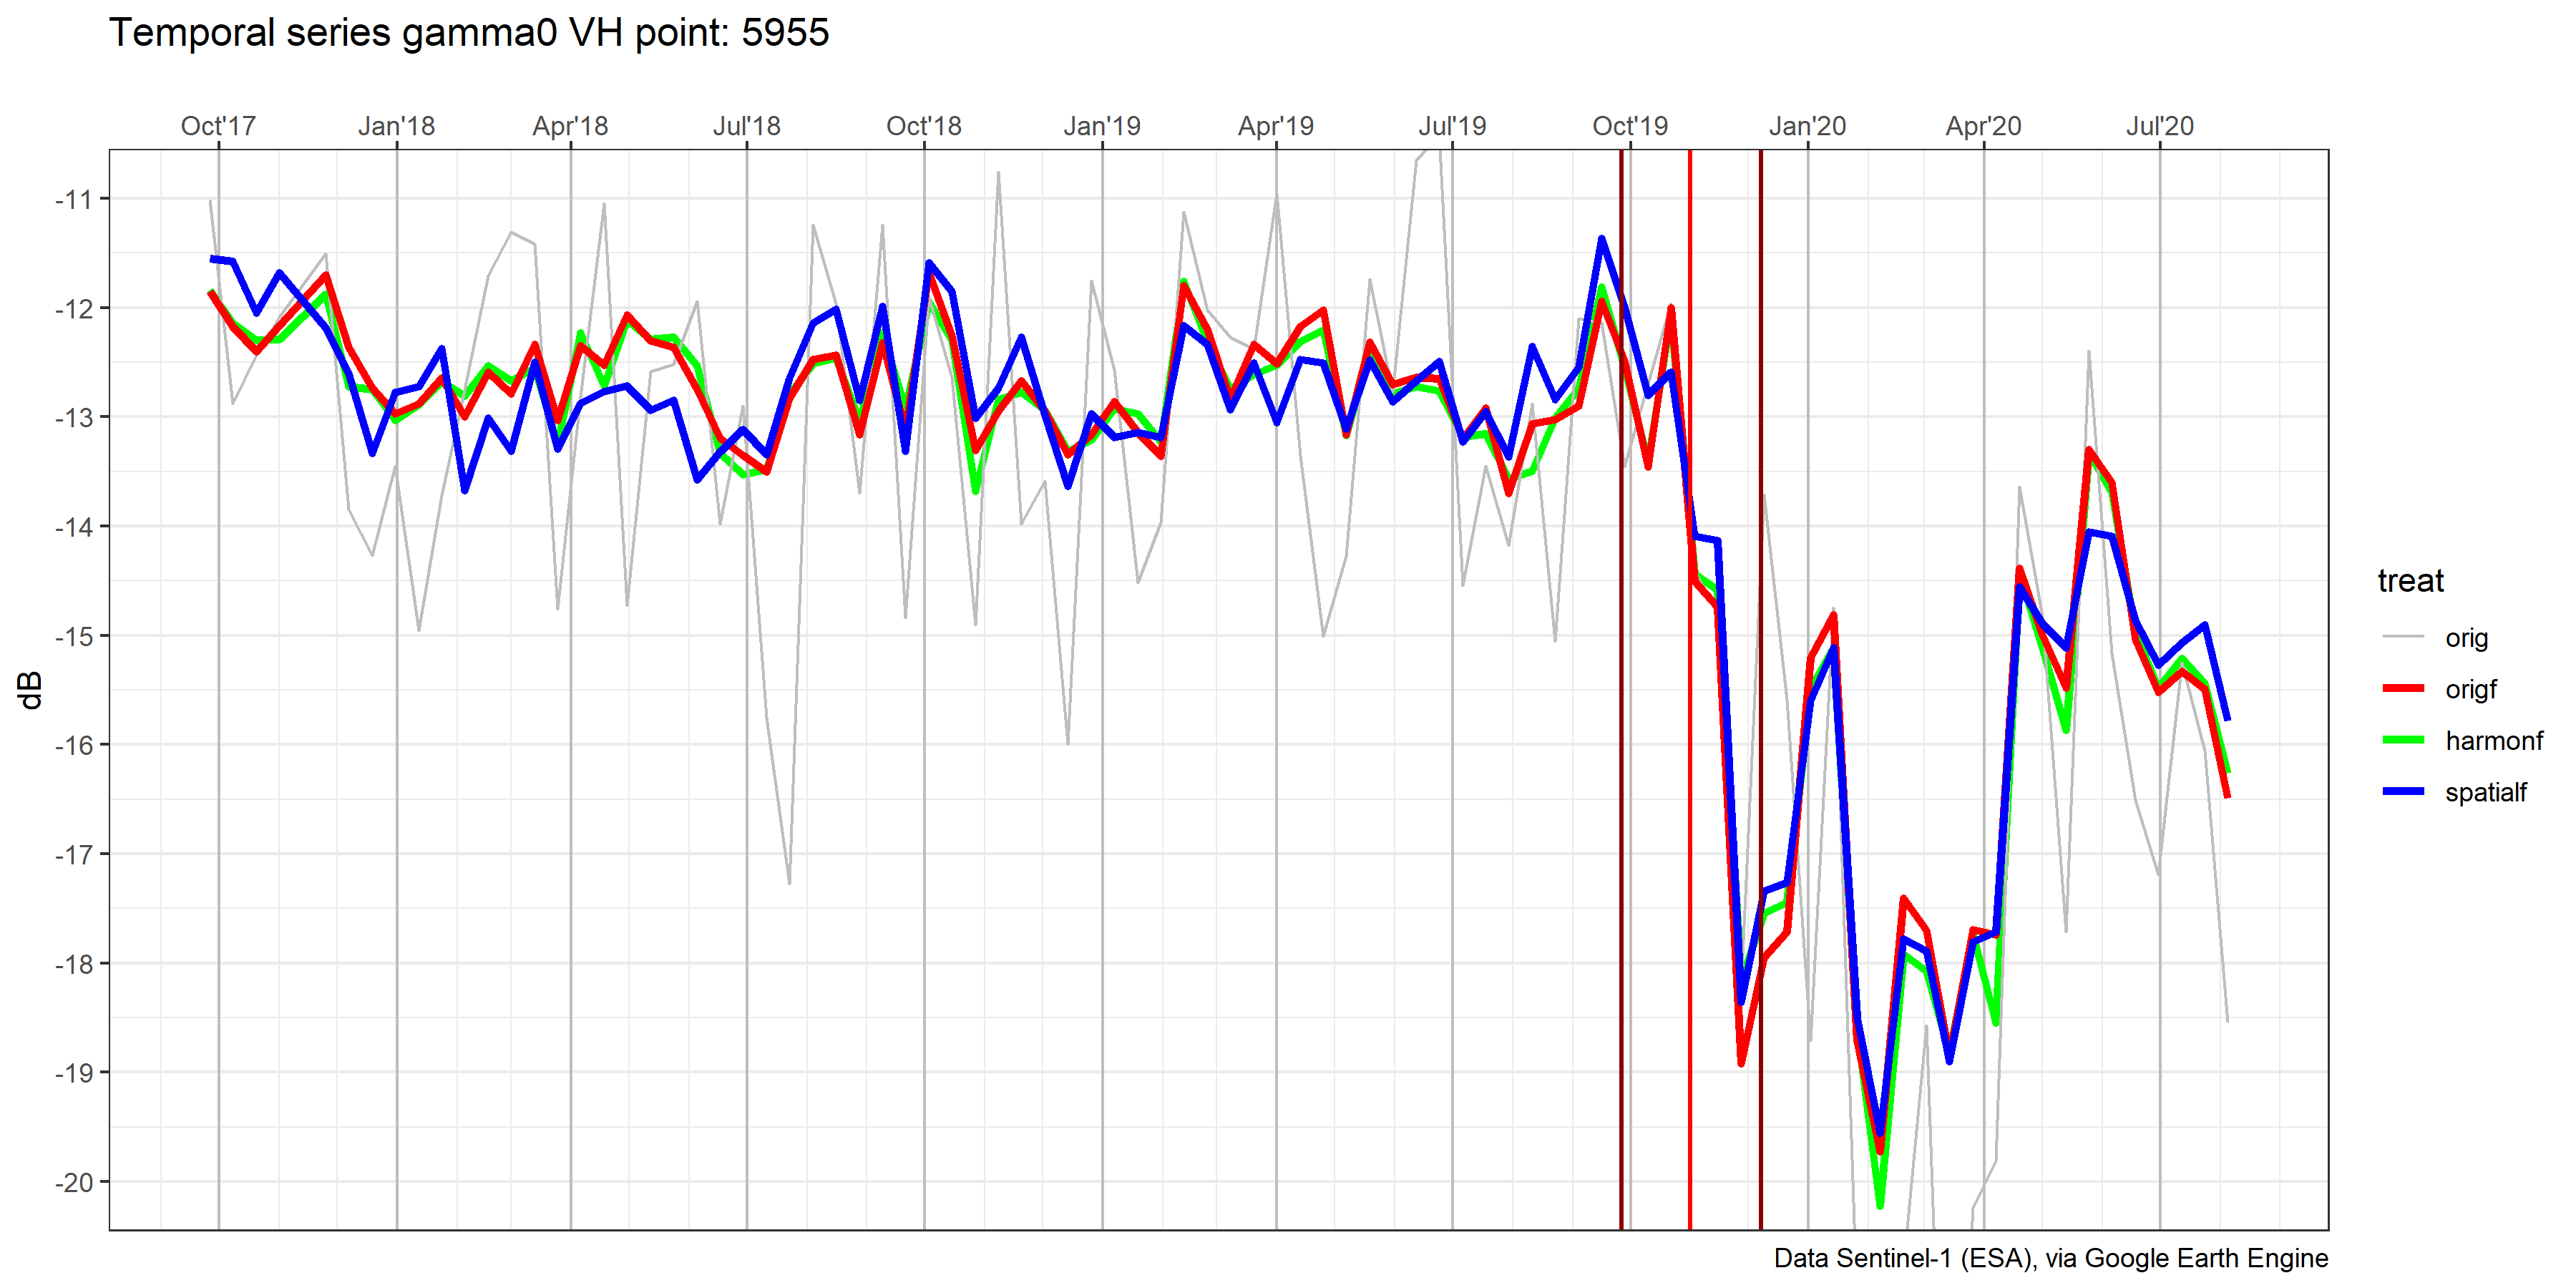 Temporal series gamma0 VH point: 5955
Oct'17 Jan'18 Apr'18 Jul'18 Oct'18 Jan'19 Apr'19 Jul'19 Oct'19 Jan'20 Apr'20 Jul'20
-11
-12
-13
-14
-15
-16
-17
-18
-19
-20
dB
treat
orig
origf
harmonf
spatialf
Data Sentinel-1 (ESA), via Google Earth Engine